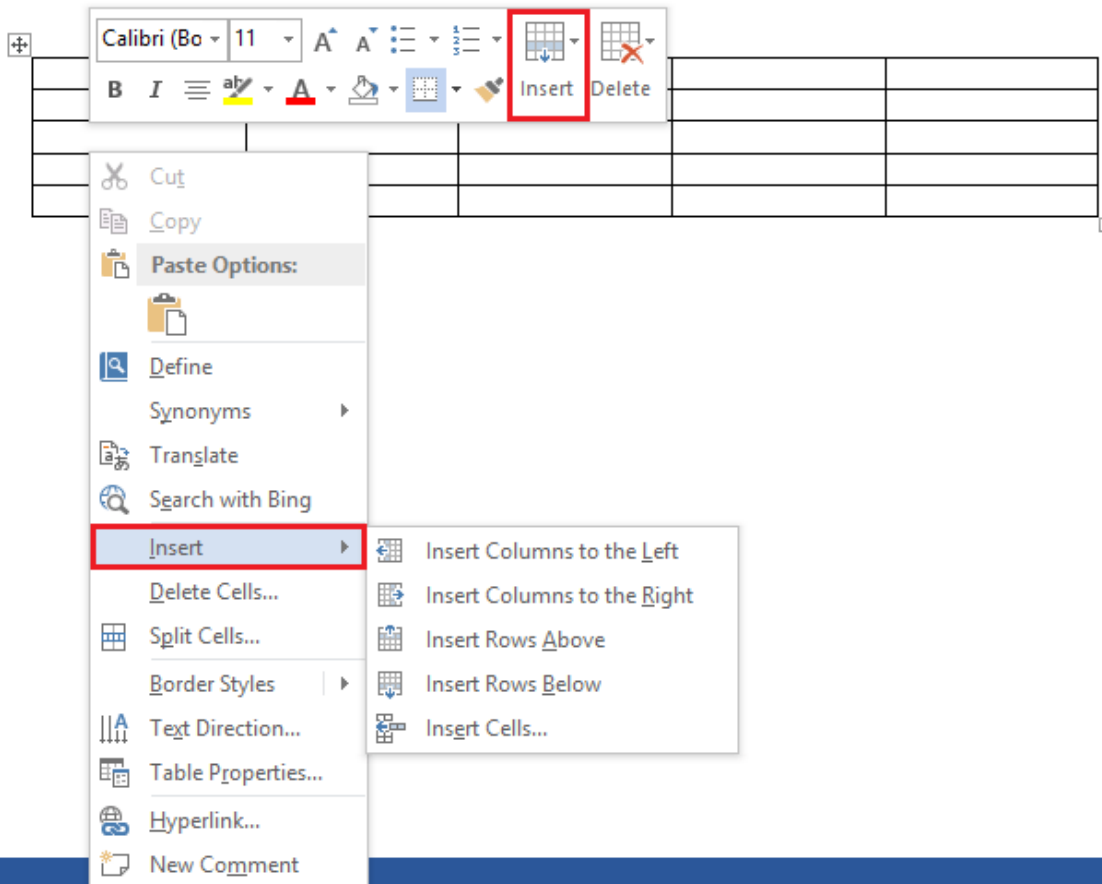 Calibri (Bo 11
Insert Delete
Cut
Copy
Paste Options:
Define
Synonyms
Translate
Search with Bing
Insert
Insert Columns to the Left
Delete Cells...
Insert Columns to the Right
Split Cells...
Insert Rows Above
Border Styles
Insert Rows Below
Text Direction...
Insert Cells...
Table Properties...
Hyperlink...
New Comment